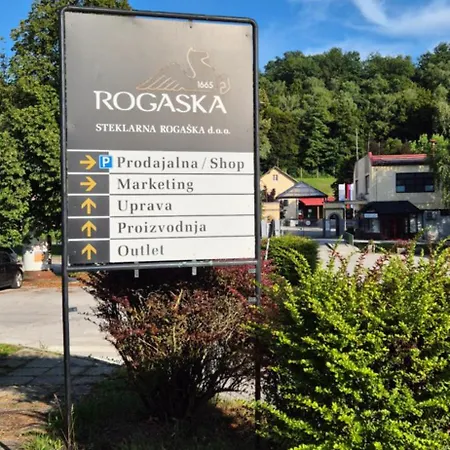 1665
ROGAŠKA
STEKLARNA ROGAŠKA d.o.o.
P Prodajalna / Shop
Marketing
Uprava
Proizvodnja
Outlet